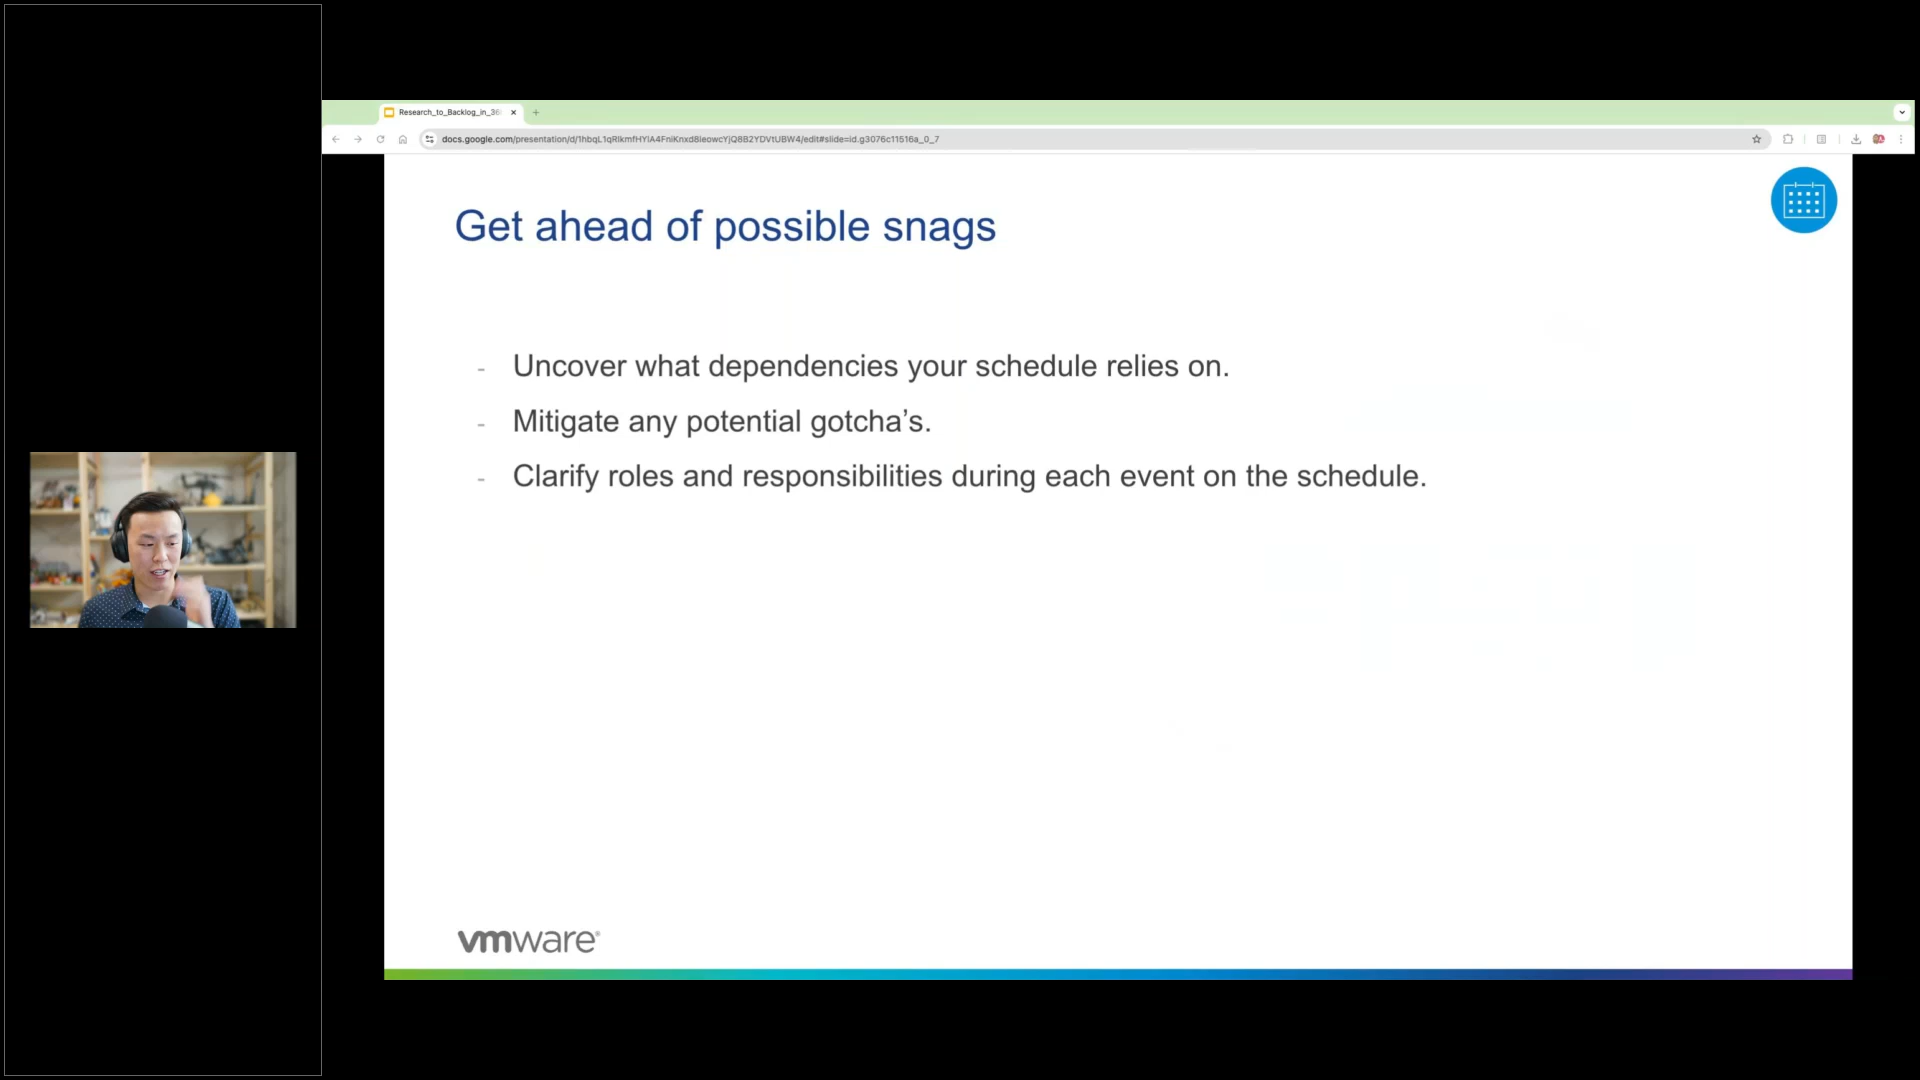 Research_to_Backlog_in_36
docs.google.com/presentation/d/1hbqL1qRlkmfHYIA4FniKnxd8leowcYjQ8B2YDVtUBW4/edit#slide=id.g3076c11516a_0_7
Get ahead of possible snags
- Uncover what dependencies your schedule relies on.
- Mitigate any potential gotcha’s.
- Clarify roles and responsibilities during each event on the schedule.
vmware®